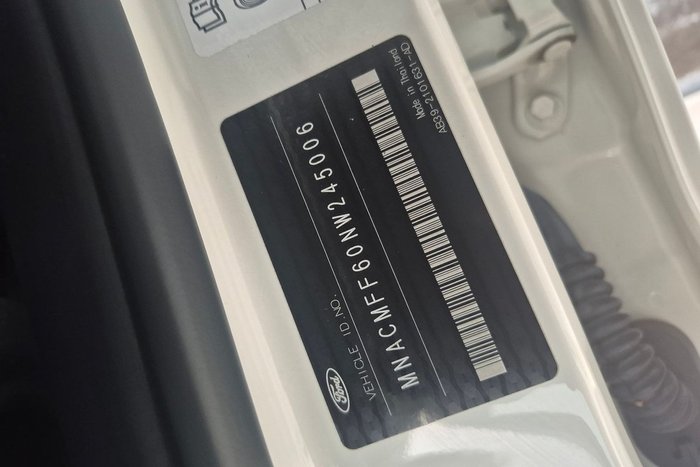 Ford
VEHICLE ID. NO.
MNACMFF60NW245006
Made in Thailand
AB39-2101631-AD